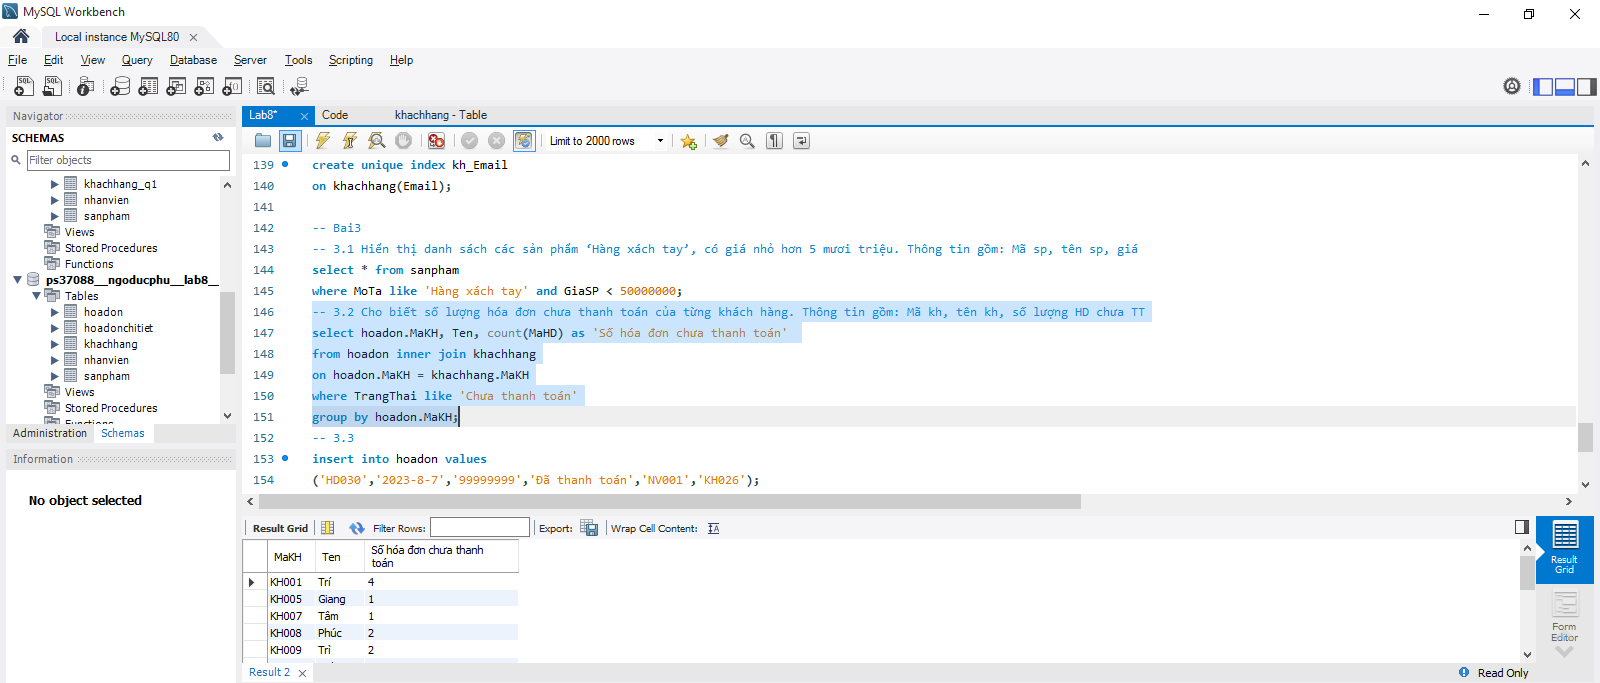 MySQL Workbench
Local instance MySQL80
File Edit View Query Database Server Tools Scripting Help
Navigator
SCHEMAS
Filter objects
khachhang_q1
nhanvien
sanpham
Views
Stored Procedures
Functions
ps37088__ngoducphu__lab8__
Tables
hoadon
hoadonchitiet
khachhang
nhanvien
sanpham
Views
Stored Procedures
Functions
Administration Schemas
Information
No object selected
Lab8* Code khachhang - Table
Limit to 2000 rows
139 create unique index kh_Email
140 on khachhang(Email);
141
142 -- Bai3
143 -- 3.1 Hiển thị danh sách các sản phẩm ‘Hàng xách tay’, có giá nhỏ hơn 5 mươi triệu. Thông tin gồm: Mã sp, tên sp, giá
144 select * from sanpham
145 where MoTa like 'Hàng xách tay' and GiaSP < 50000000;
146 -- 3.2 Cho biết số lượng hóa đơn chưa thanh toán của từng khách hàng. Thông tin gồm: Mã kh, tên kh, số lượng HD chưa TT
147 select hoadon.MaKH, Ten, count(MaHD) as 'Số hóa đơn chưa thanh toán'
148 from hoadon inner join khachhang
149 on hoadon.MaKH = khachhang.MaKH
150 where TrangThai like 'Chưa thanh toán'
151 group by hoadon.MaKH;
152 -- 3.3
153 insert into hoadon values
154 ('HD030','2023-8-7','99999999','Đã thanh toán','NV001','KH026');
Result Grid Filter Rows: Export: Wrap Cell Content:
MaKH Ten Số hóa đơn chưa thanh toán
KH001 Trí 4
KH005 Giang 1
KH007 Tâm 1
KH008 Phúc 2
KH009 Trì 2
Result Grid
Form Editor
Result 2
Read Only